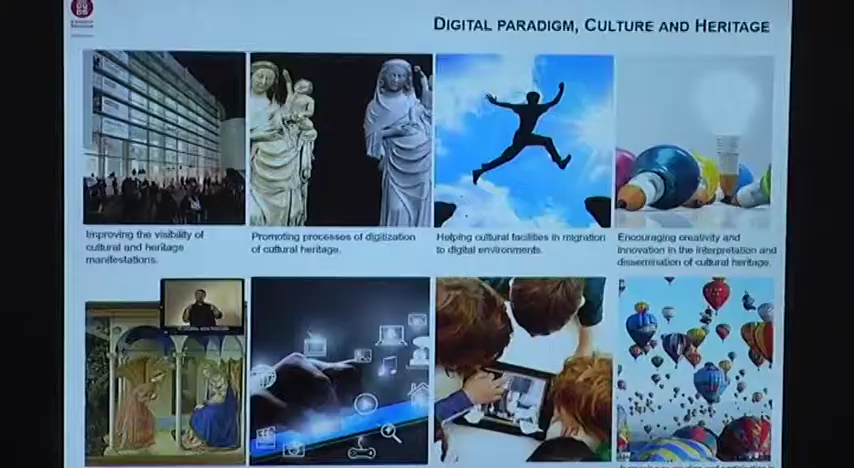 DIGITAL PARADIGM, CULTURE AND HERITAGE
Improving the visibility of
cultural and heritage
manifestations.
Promoting processes of digitization
of cultural heritage.
Helping cultural facilities in migration
to digital environments.
Encouraging creativity and
innovation in the interpretation and
dissemination of cultural heritage.